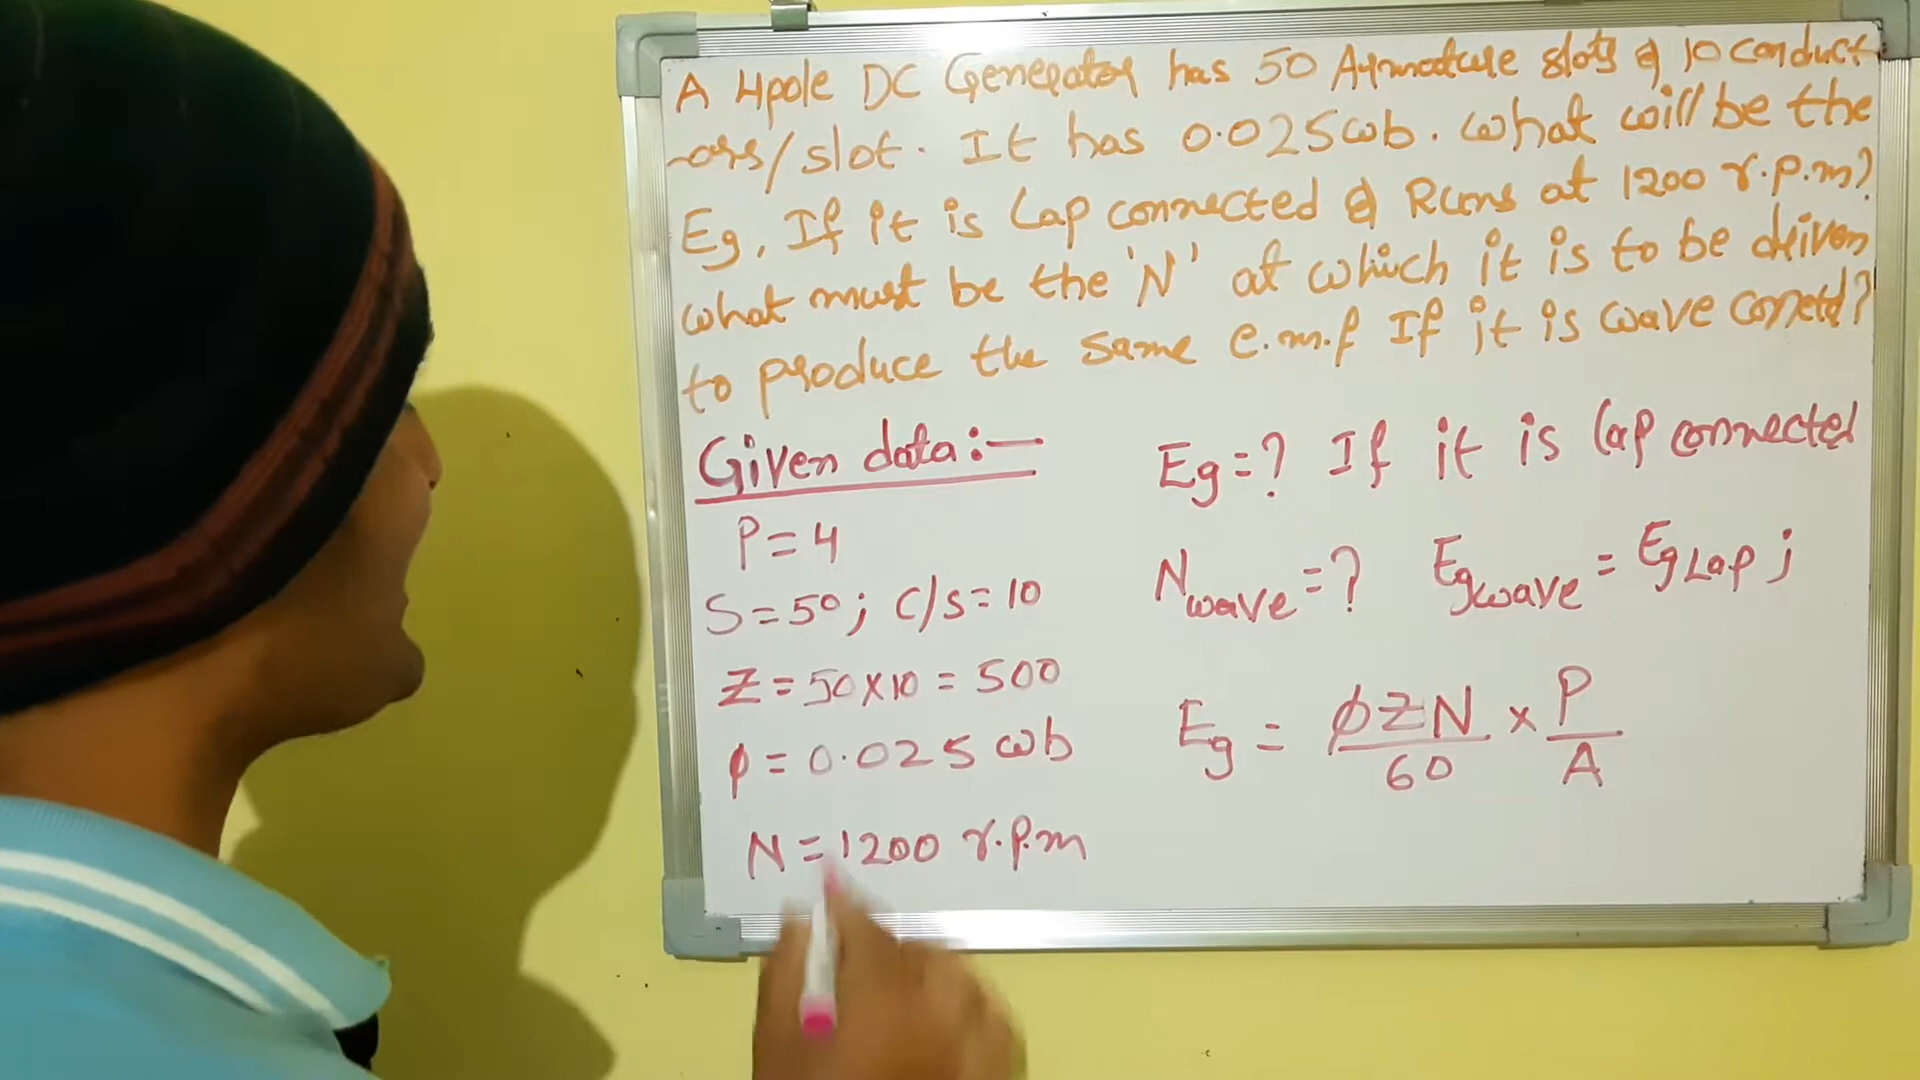 A 4pole DC Generator has 50 Armature slots & 10 conduct
-ors/slot. It has 0.025wb. What will be the
Eg, If it is Lap connected & Runs at 1200 r.p.m?
What must be the 'N' at which it is to be driven
to produce the same e.m.f If it is wave conetd?
Given data:—
P=4
S=50; C/S=10
Z=50x10=500
φ=0.025 wb
N=1200 r.p.m
Eg=? If it is Lap connected
Nwave=? Egwave = EgLap ;
Eg = φZN/60 x P/A